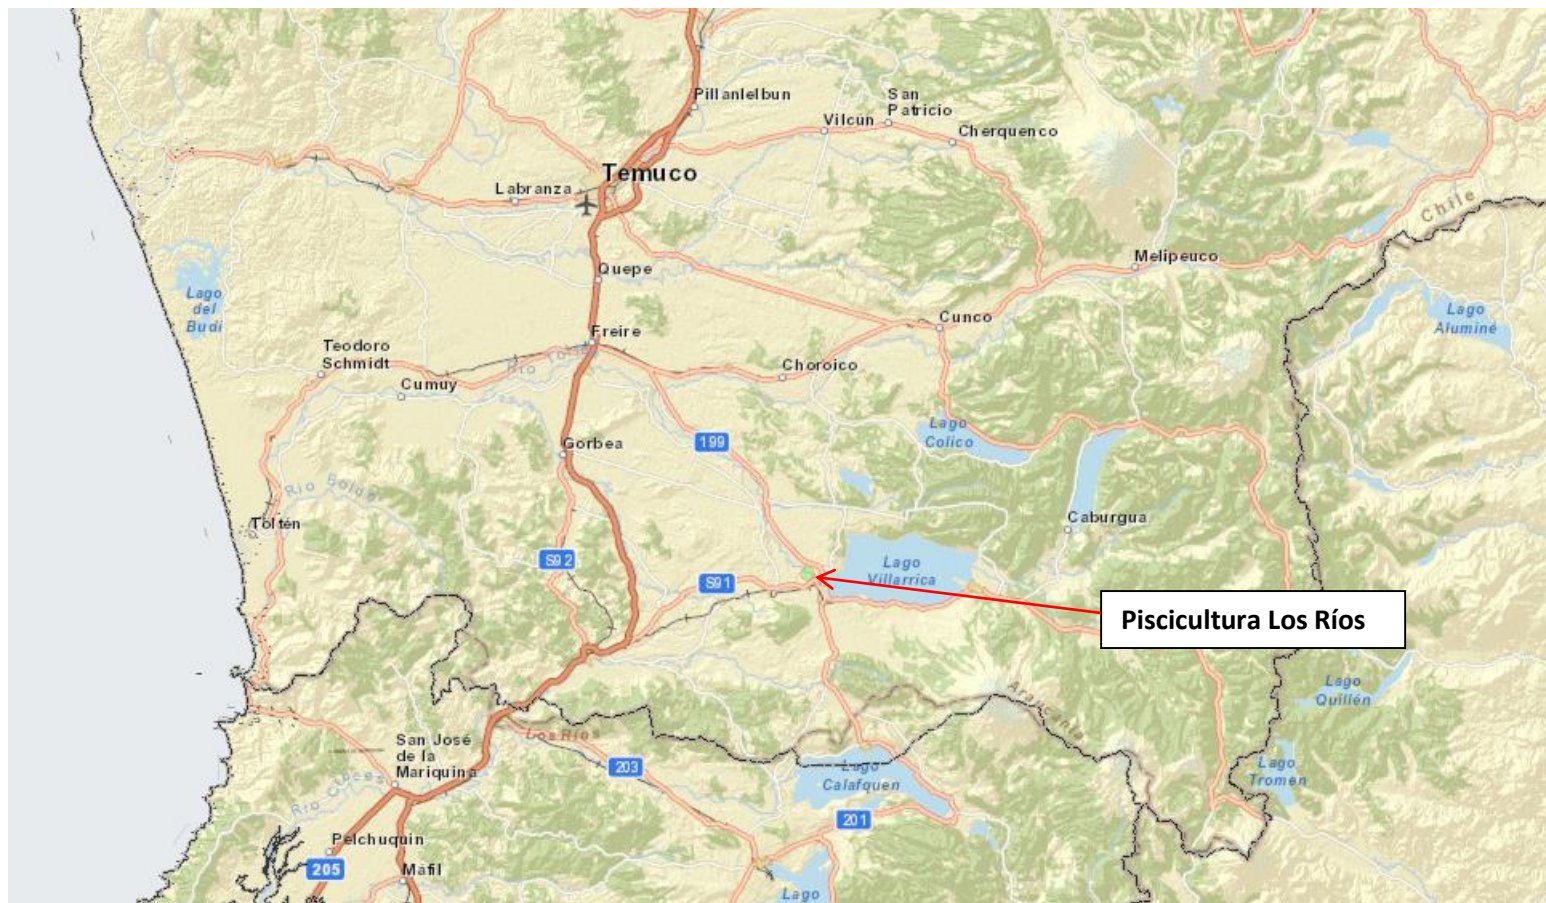 Pillanlelbun
San
Patricio
Vilcún
Cherquenco
Temuco
Labranza
Chile
Melipeuco
Quepe
Lago
del
Budi
Lago
Aluminé
Cunco
Freire
Teodoro
Schmidt
Choroico
Cumuy
Lago
Colico
199
Gorbea
Toltén
Caburgua
S92
Lago
Villarrica
S91
Piscicultura Los Ríos
Lago
Quillén
Araucanía
Los Ríos
San José
de la
Mariquina
203
Lago
Calafquen
Lago
Tromen
201
Pelchuquin
205
Máfil
Lago